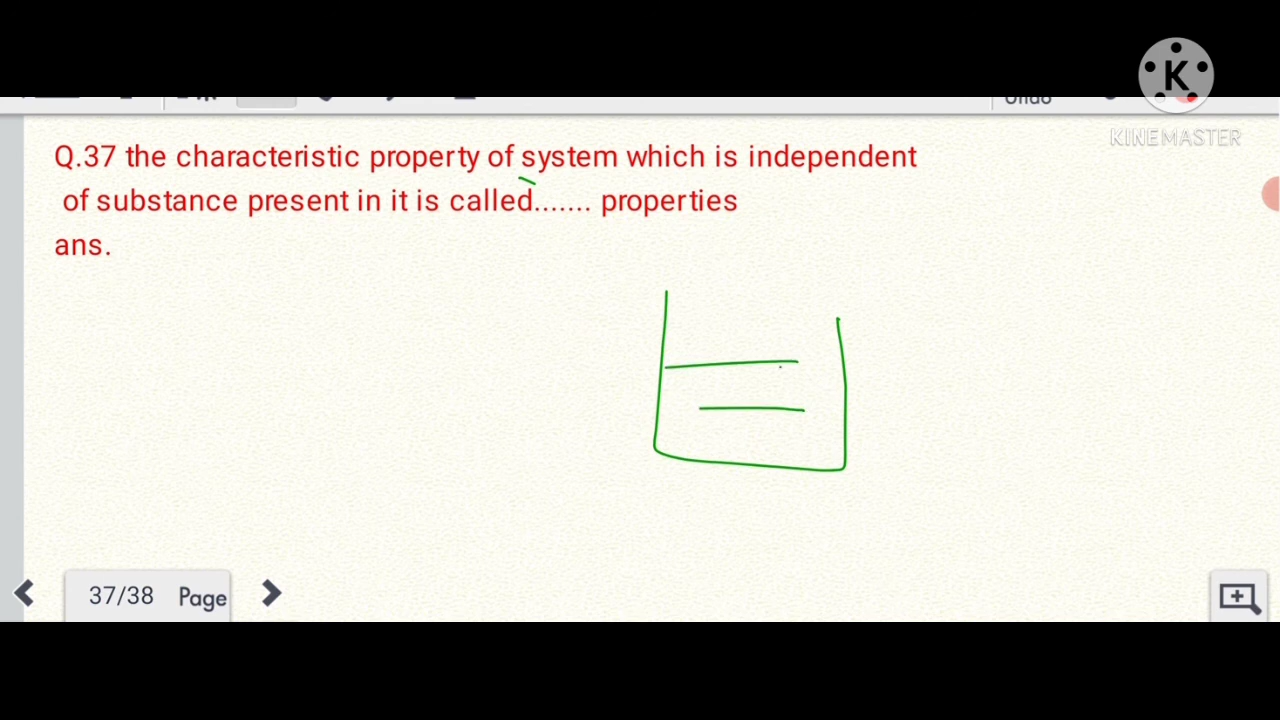 Undo
K
KINEMASTER
Q.37 the characteristic property of system which is independent
of substance present in it is called....... properties
ans.
37/38 Page